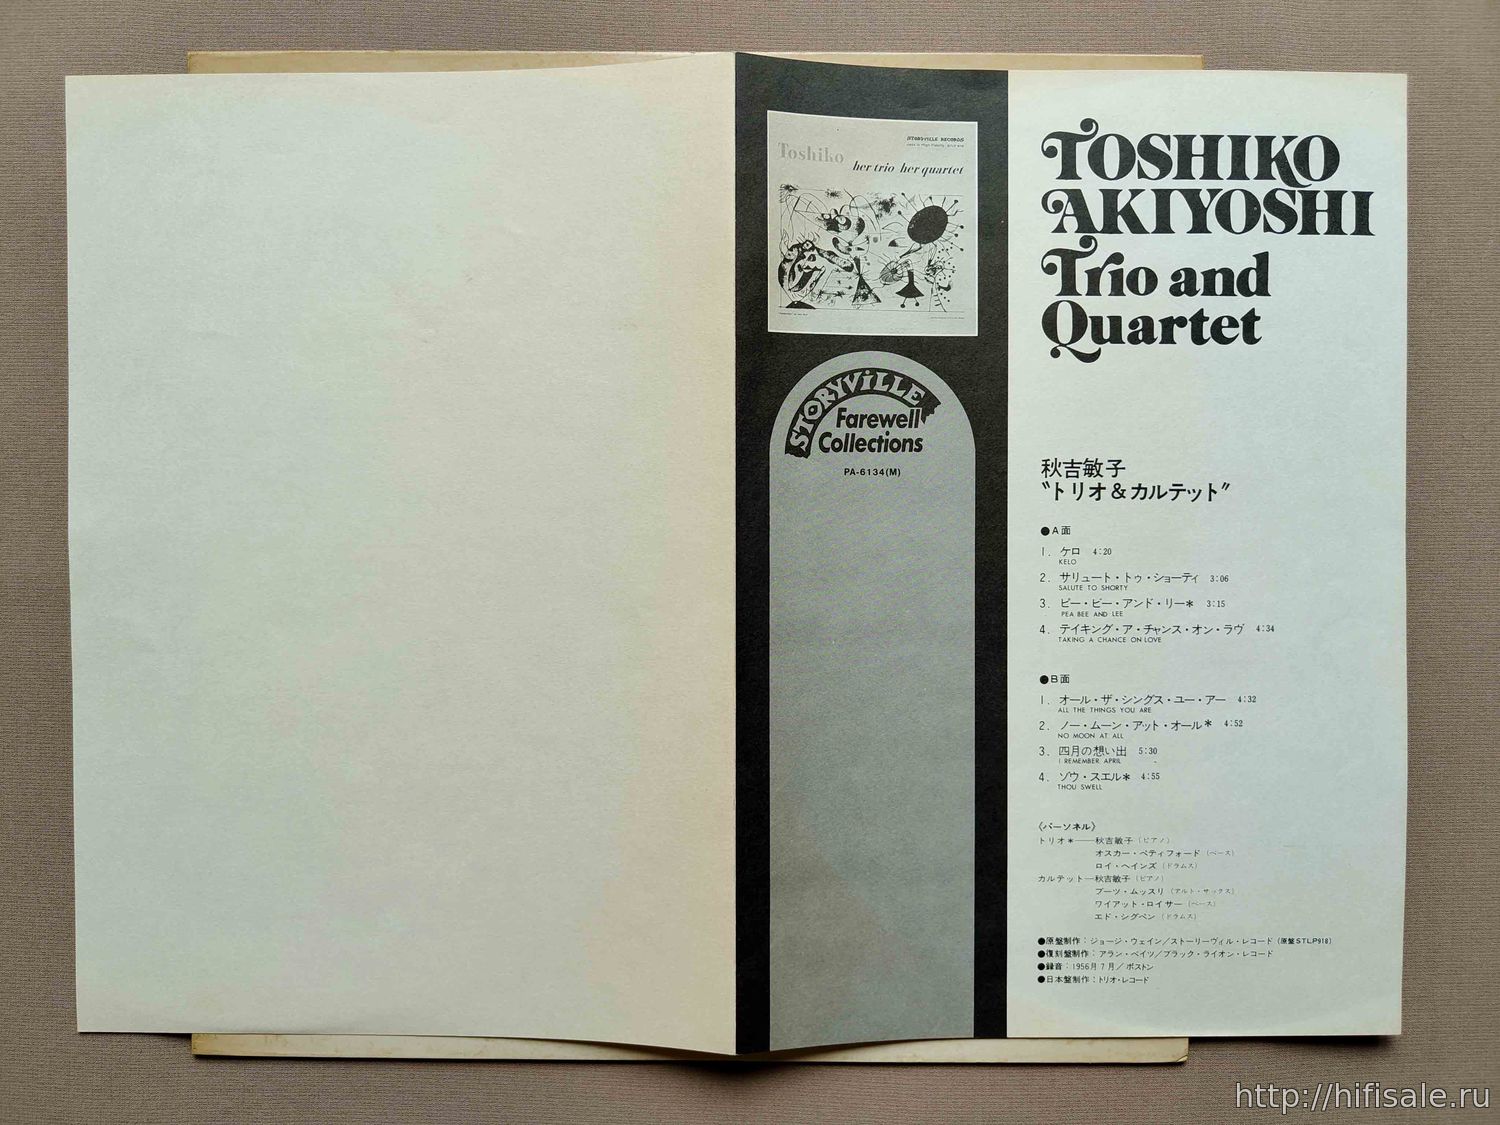 STORYVILLE RECORDS
Toshiko
her trio her quartet
STORYVILLE
Farewell
Collections
PA-6134(M)
TOSHIKO
AKIYOSHI
Trio and
Quartet
秋吉敏子
〝トリオ&カルテット〞
●A面
1. ケロ 4:20
KELO
2. サリュート・トゥ・ショーティ 3:06
SALUTE TO SHORTY
3. ピー・ビー・アンド・リー* 3:15
PEA BEE AND LEE
4. テイキング・ア・チャンス・オン・ラヴ 4:34
TAKING A CHANCE ON LOVE
●B面
1. オール・ザ・シングス・ユー・アー 4:32
ALL THE THINGS YOU ARE
2. ノー・ムーン・アット・オール* 4:52
NO MOON AT ALL
3. 四月の想い出 5:30
I REMEMBER APRIL
4. ゾウ・スエル* 4:55
THOU SWELL
〈パーソネル〉
トリオ*――秋吉敏子(ピアノ)
オスカー・ペティフォード(ベース)
ロイ・ヘインズ(ドラムス)
カルテット―秋吉敏子(ピアノ)
ブーツ・ムッスリ(アルト・サックス)
ワイアット・ロイサー(ベース)
エド・シグペン(ドラムス)
●原盤制作:ジョージ・ウェイン/ストーリーヴィル・レコード(原盤STLP918)
●復刻盤制作:アラン・ベイツ/ブラック・ライオン・レコード
●録音:1956月7月/ボストン
●日本盤制作:トリオ・レコード
http://hifisale.ru